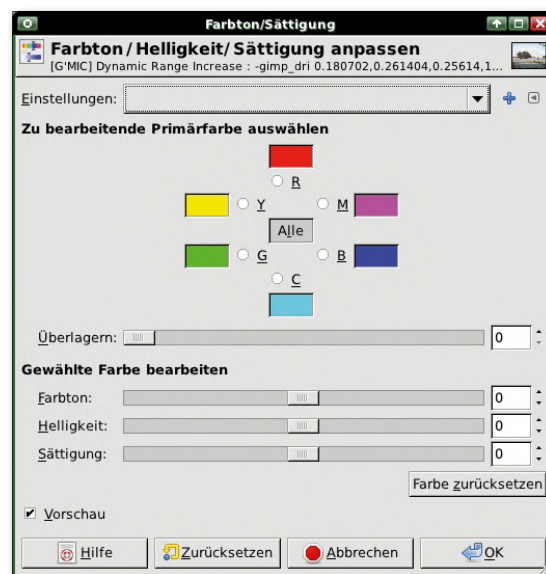 Farbton/Sättigung
Farbton / Helligkeit/ Sättigung anpassen
[G'MIC] Dynamic Range Increase : -gimp_dri 0.180702,0.261404,0.25614,1...
Einstellungen:
Zu bearbeitende Primärfarbe auswählen
R
Y M
Alle
G B
C
Überlagern: 0
Gewählte Farbe bearbeiten
Farbton: 0
Helligkeit: 0
Sättigung: 0
Farbe zurücksetzen
Vorschau
Hilfe Zurücksetzen Abbrechen OK